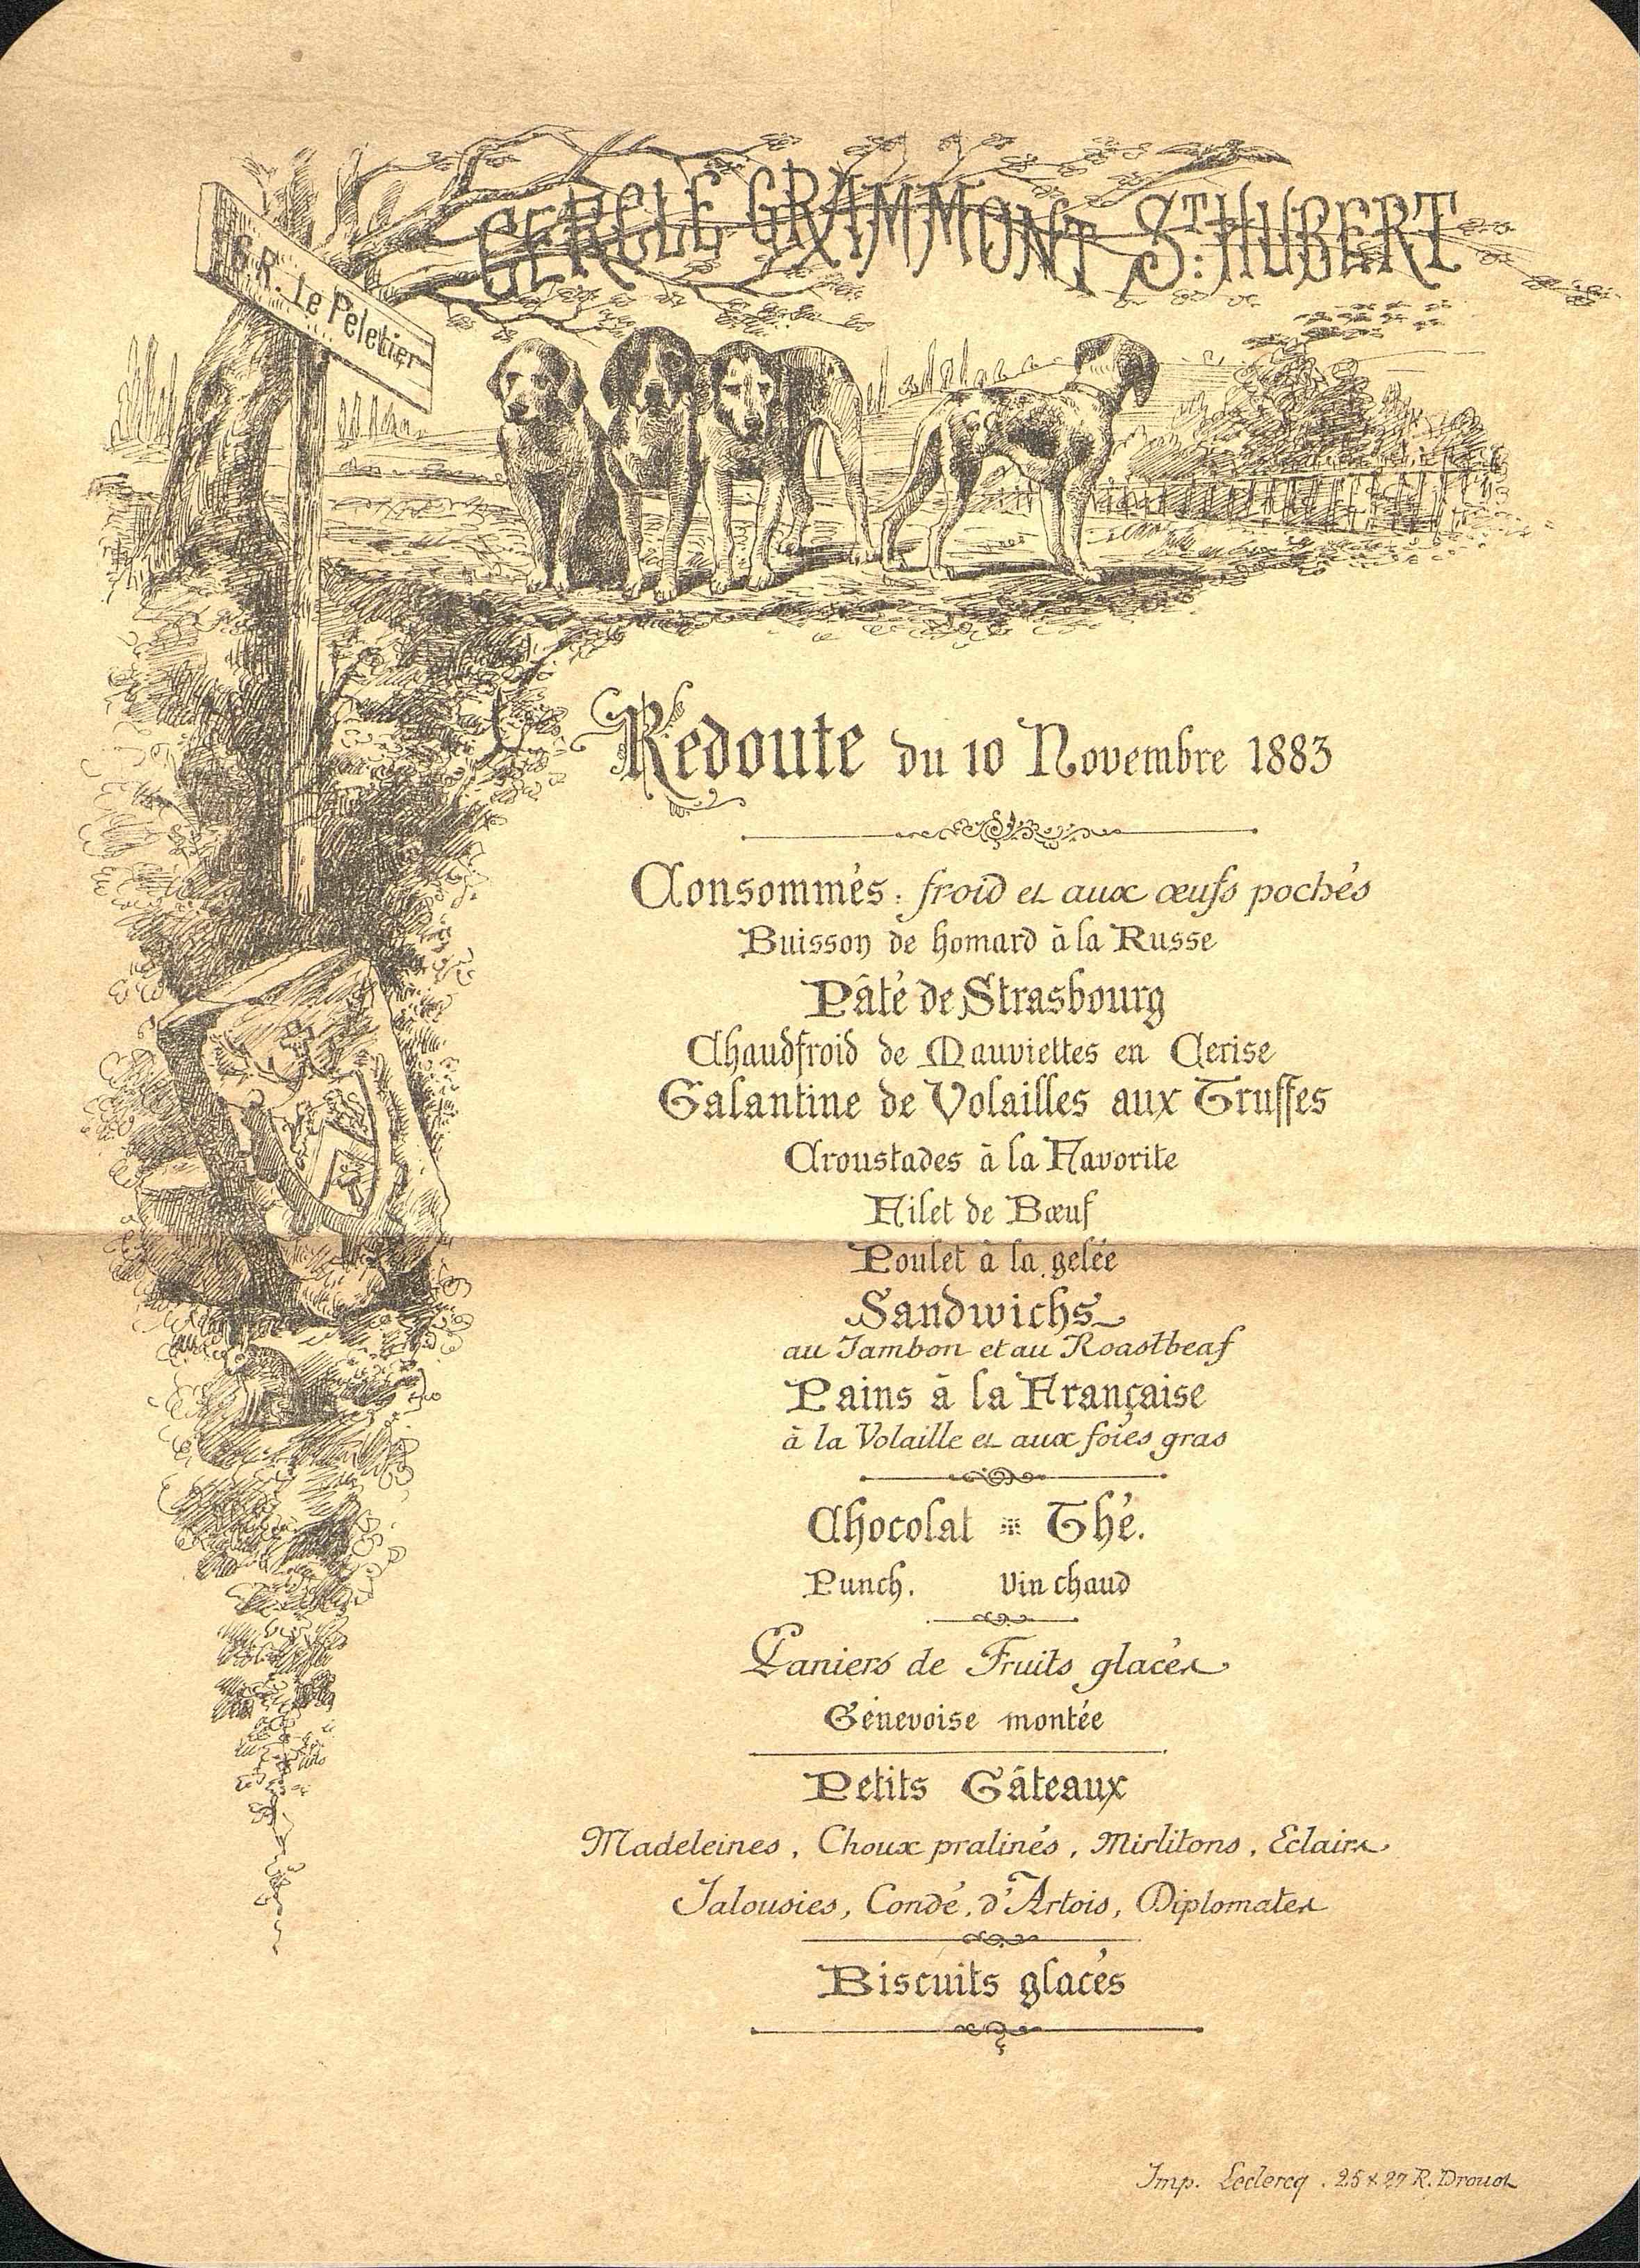 CERCLE GRAMMONT ST. HUBERT
6. R. Le Peletier
Redoute du 10 Novembre 1883
Consommés : froid et aux œufs pochés
Buisson de homard à la Russe
Pâté de Strasbourg
Chaudfroid de Mauviettes en Cerise
Galantine de Volailles aux Truffes
Croustades à la Favorite
Filet de Bœuf
Poulet à la gelée
Sandwichs
au Jambon et au Roastbeaf
Pains à la Française
à la Volaille et aux foies gras
Chocolat Thé.
Punch. Vin chaud
Paniers de Fruits glacés
Génevoise montée
Petits Gâteaux
Madeleines, Choux pralinés, Mirlitons, Eclairs
Jalousies, Condé, d'Artois, Diplomates
Biscuits glacés
Imp. Leclercq. 25 & 27 R. Drouot